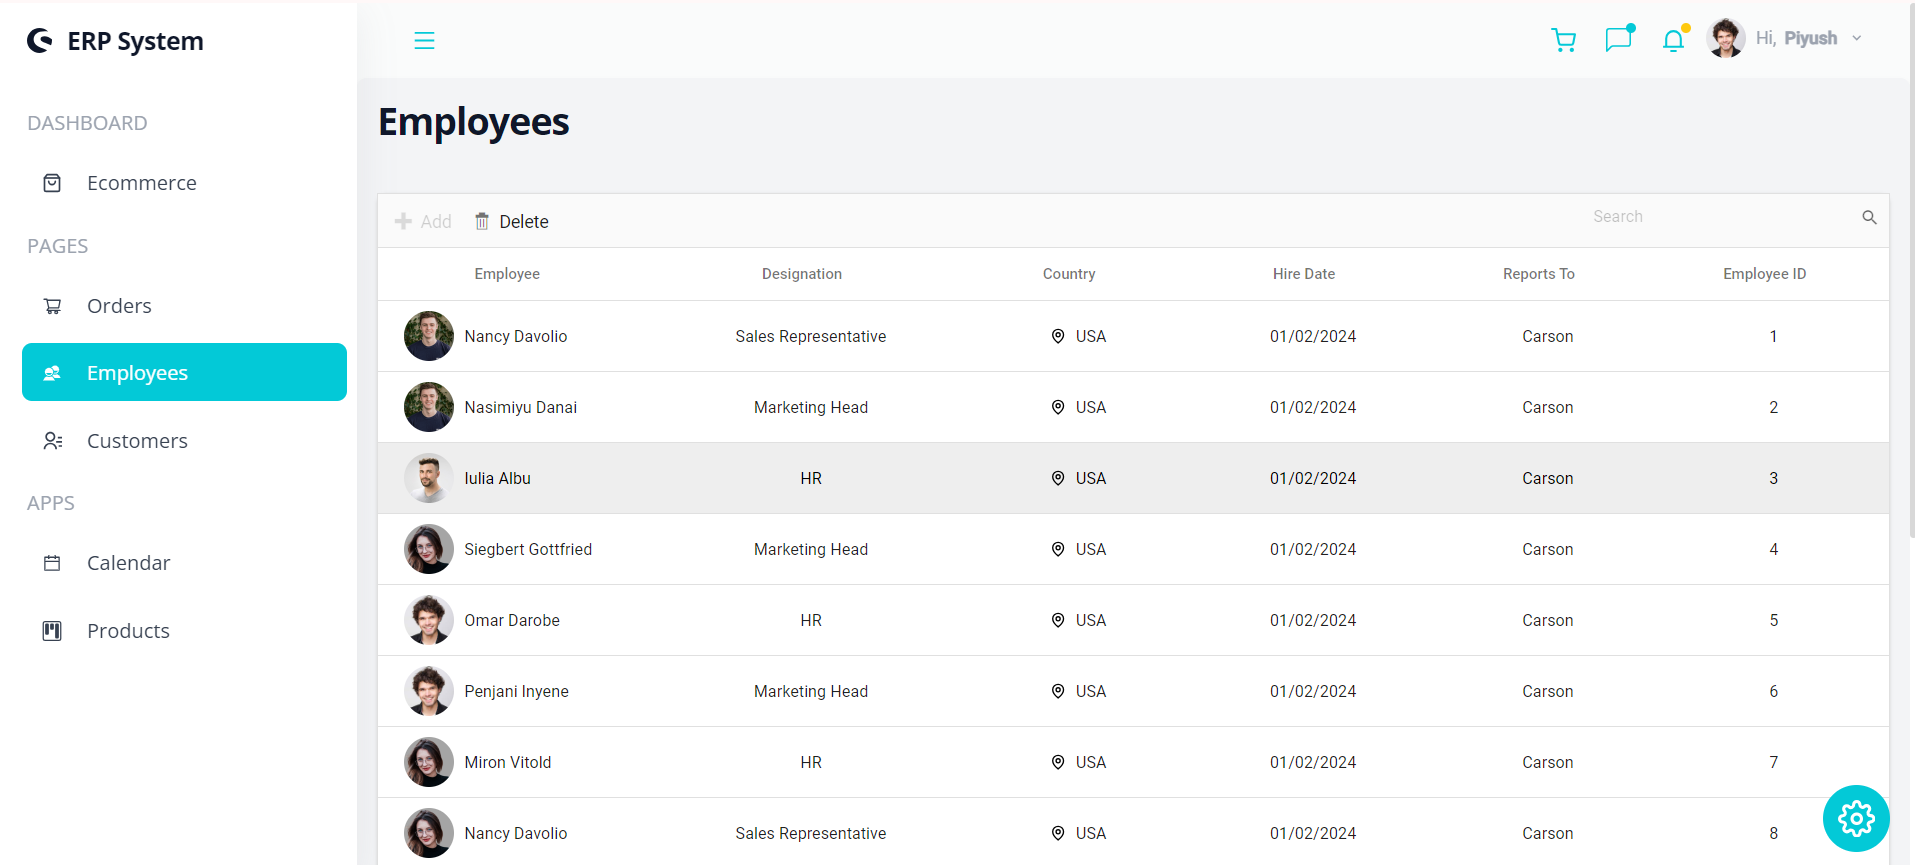 ERP System
Hi, Piyush
DASHBOARD
Ecommerce
PAGES
Orders
Employees
Customers
APPS
Calendar
Products
Employees
Add Delete Search
Employee Designation Country Hire Date Reports To Employee ID
Nancy Davolio Sales Representative USA 01/02/2024 Carson 1
Nasimiyu Danai Marketing Head USA 01/02/2024 Carson 2
Iulia Albu HR USA 01/02/2024 Carson 3
Siegbert Gottfried Marketing Head USA 01/02/2024 Carson 4
Omar Darobe HR USA 01/02/2024 Carson 5
Penjani Inyene Marketing Head USA 01/02/2024 Carson 6
Miron Vitold HR USA 01/02/2024 Carson 7
Nancy Davolio Sales Representative USA 01/02/2024 Carson 8